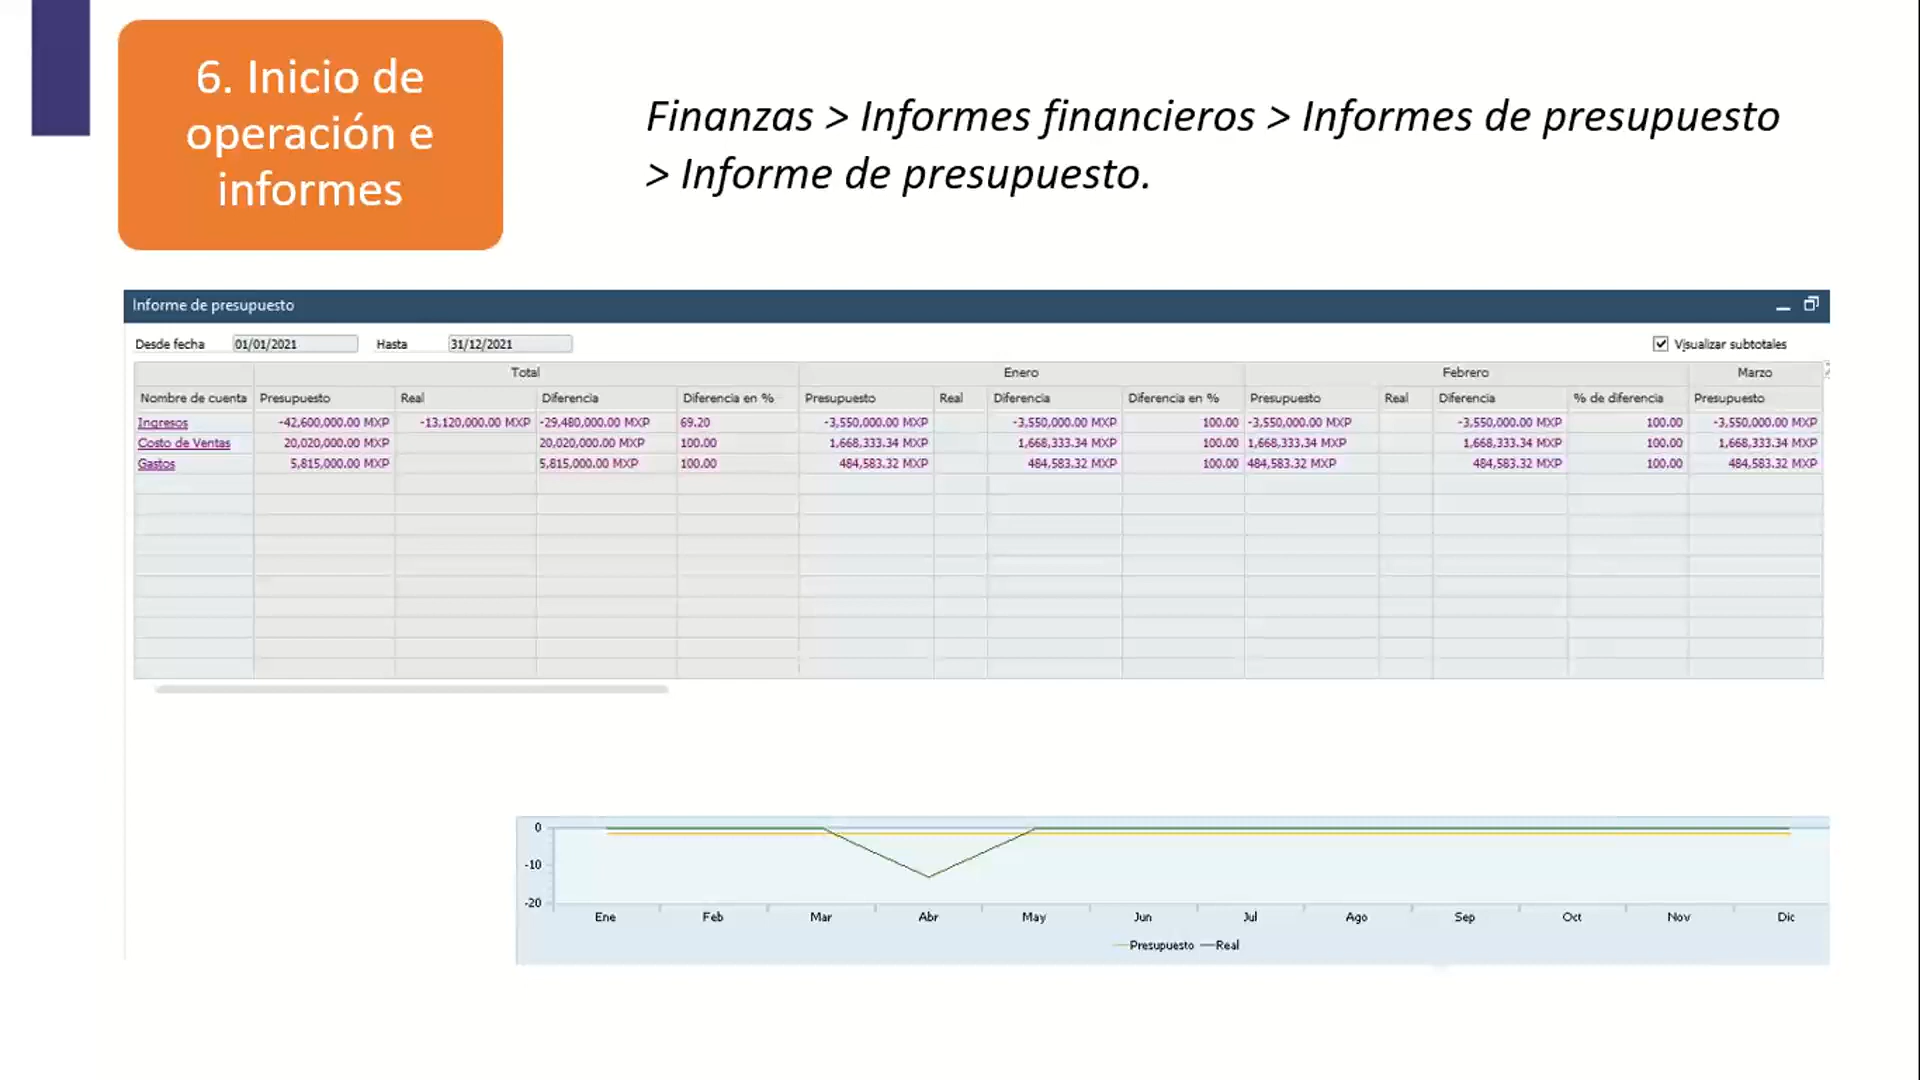 6. Inicio de
operación e
informes
Finanzas > Informes financieros > Informes de presupuesto
> Informe de presupuesto.
Informe de presupuesto
Desde fecha 01/01/2021 Hasta 31/12/2021 Visualizar subtotales
Total Enero Febrero Marzo
Nombre de cuenta Presupuesto Real Diferencia Diferencia en % Presupuesto Real Diferencia Diferencia en % Presupuesto Real Diferencia % de diferencia Presupuesto
Ingresos -42,600,000.00 MXP -13,120,000.00 MXP -29,480,000.00 MXP 69.20 -3,550,000.00 MXP -3,550,000.00 MXP 100.00 -3,550,000.00 MXP -3,550,000.00 MXP 100.00 -3,550,000.00 MXP
Costo de Ventas 20,020,000.00 MXP 20,020,000.00 MXP 100.00 1,668,333.34 MXP 1,668,333.34 MXP 100.00 1,668,333.34 MXP 1,668,333.34 MXP 100.00 1,668,333.34 MXP
Gastos 5,815,000.00 MXP 5,815,000.00 MXP 100.00 484,583.32 MXP 484,583.32 MXP 100.00 484,583.32 MXP 484,583.32 MXP 100.00 484,583.32 MXP
0
-10
-20
Ene Feb Mar Abr May Jun Jul Ago Sep Oct Nov Dic
Presupuesto Real